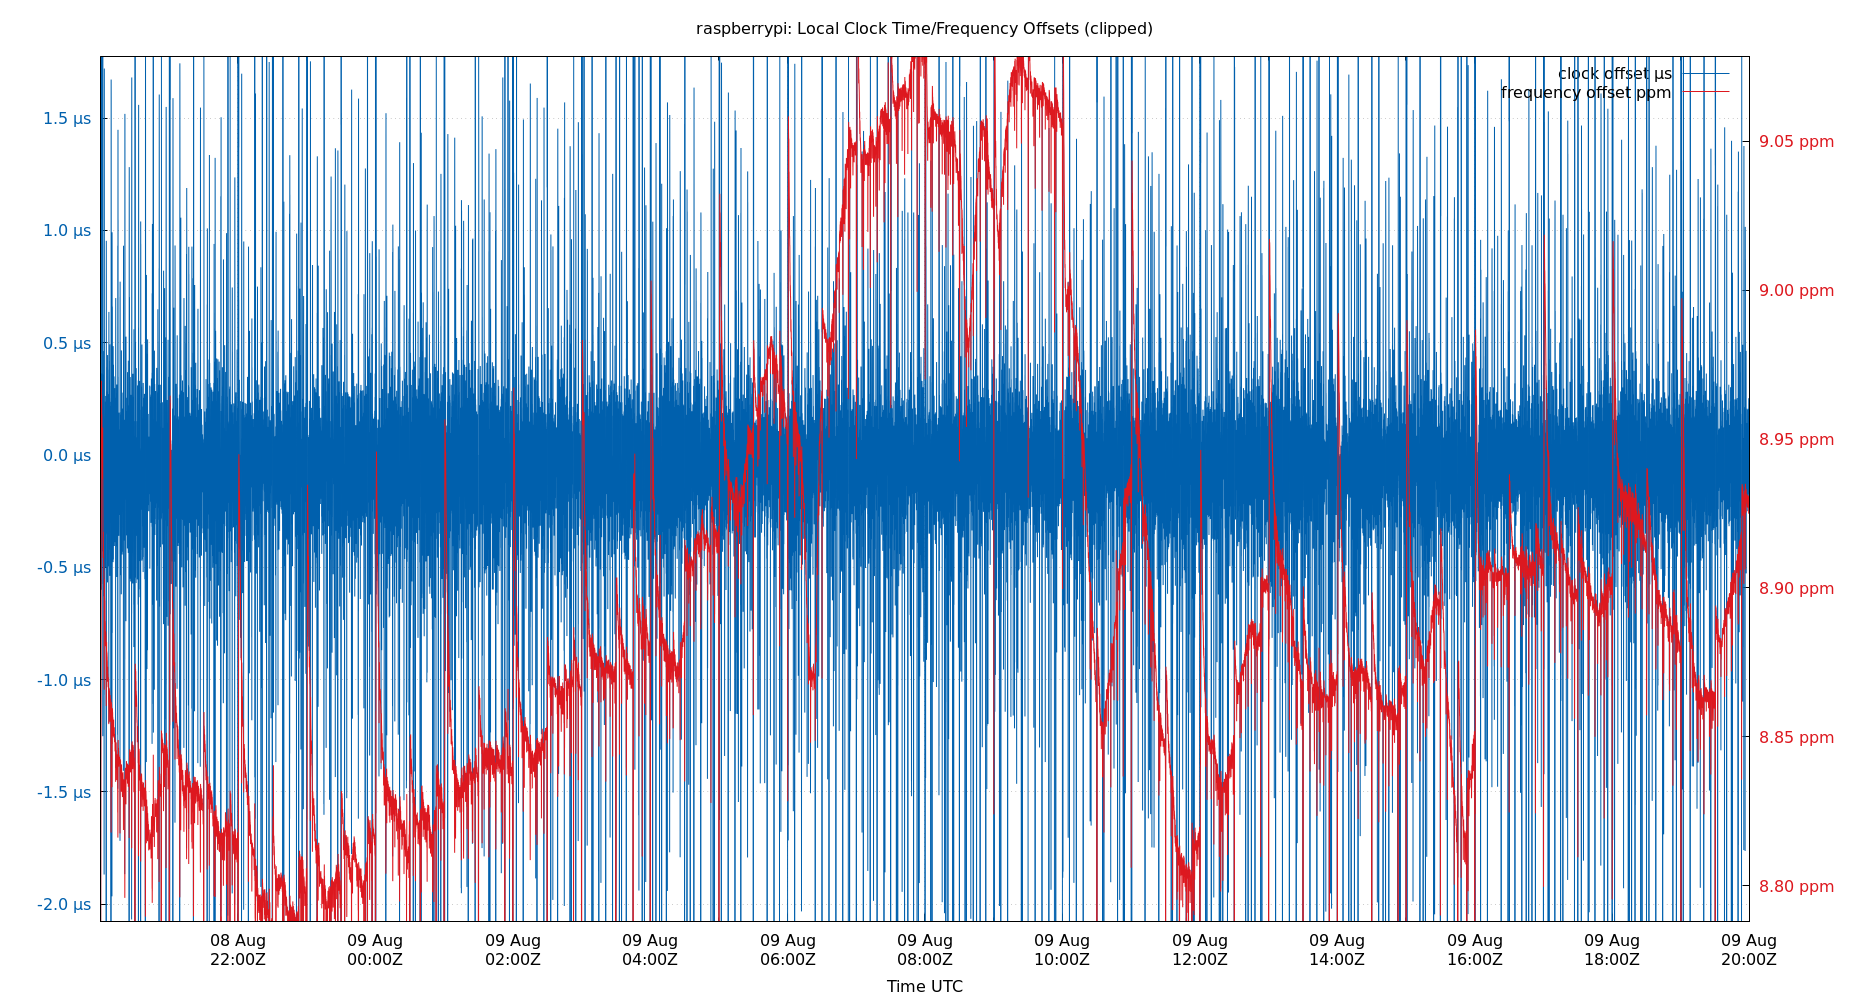 raspberrypi: Local Clock Time/Frequency Offsets (clipped)
clock offset µs
frequency offset ppm
1.5 µs
1.0 µs
0.5 µs
0.0 µs
-0.5 µs
-1.0 µs
-1.5 µs
-2.0 µs
9.05 ppm
9.00 ppm
8.95 ppm
8.90 ppm
8.85 ppm
8.80 ppm
08 Aug
22:00Z
09 Aug
00:00Z
09 Aug
02:00Z
09 Aug
04:00Z
09 Aug
06:00Z
09 Aug
08:00Z
09 Aug
10:00Z
09 Aug
12:00Z
09 Aug
14:00Z
09 Aug
16:00Z
09 Aug
18:00Z
09 Aug
20:00Z
Time UTC